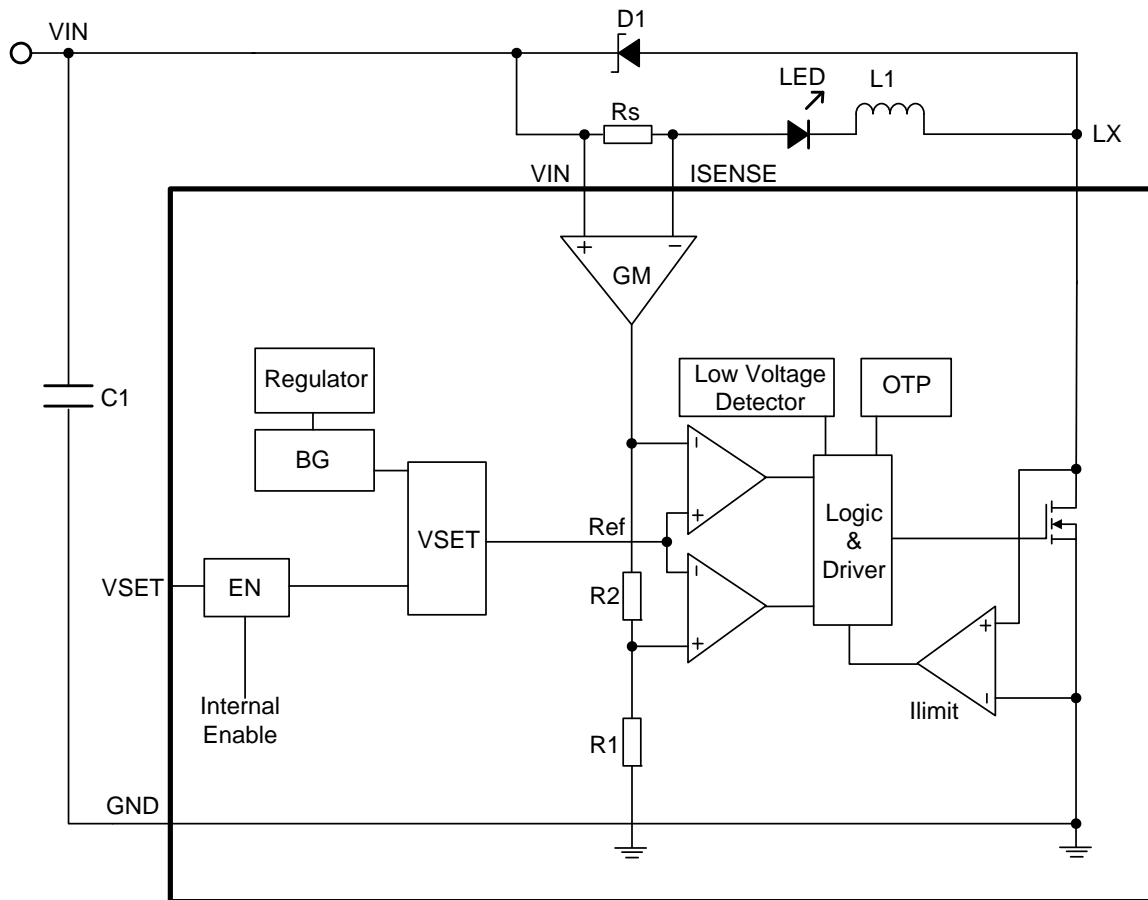 VIN
D1
LED
L1
Rs
LX
VIN
ISENSE
+
−
GM
Regulator
Low Voltage
Detector
OTP
C1
BG
VSET
Ref
Logic
&
Driver
VSET
EN
R2
Internal
Enable
Ilimit
R1
GND